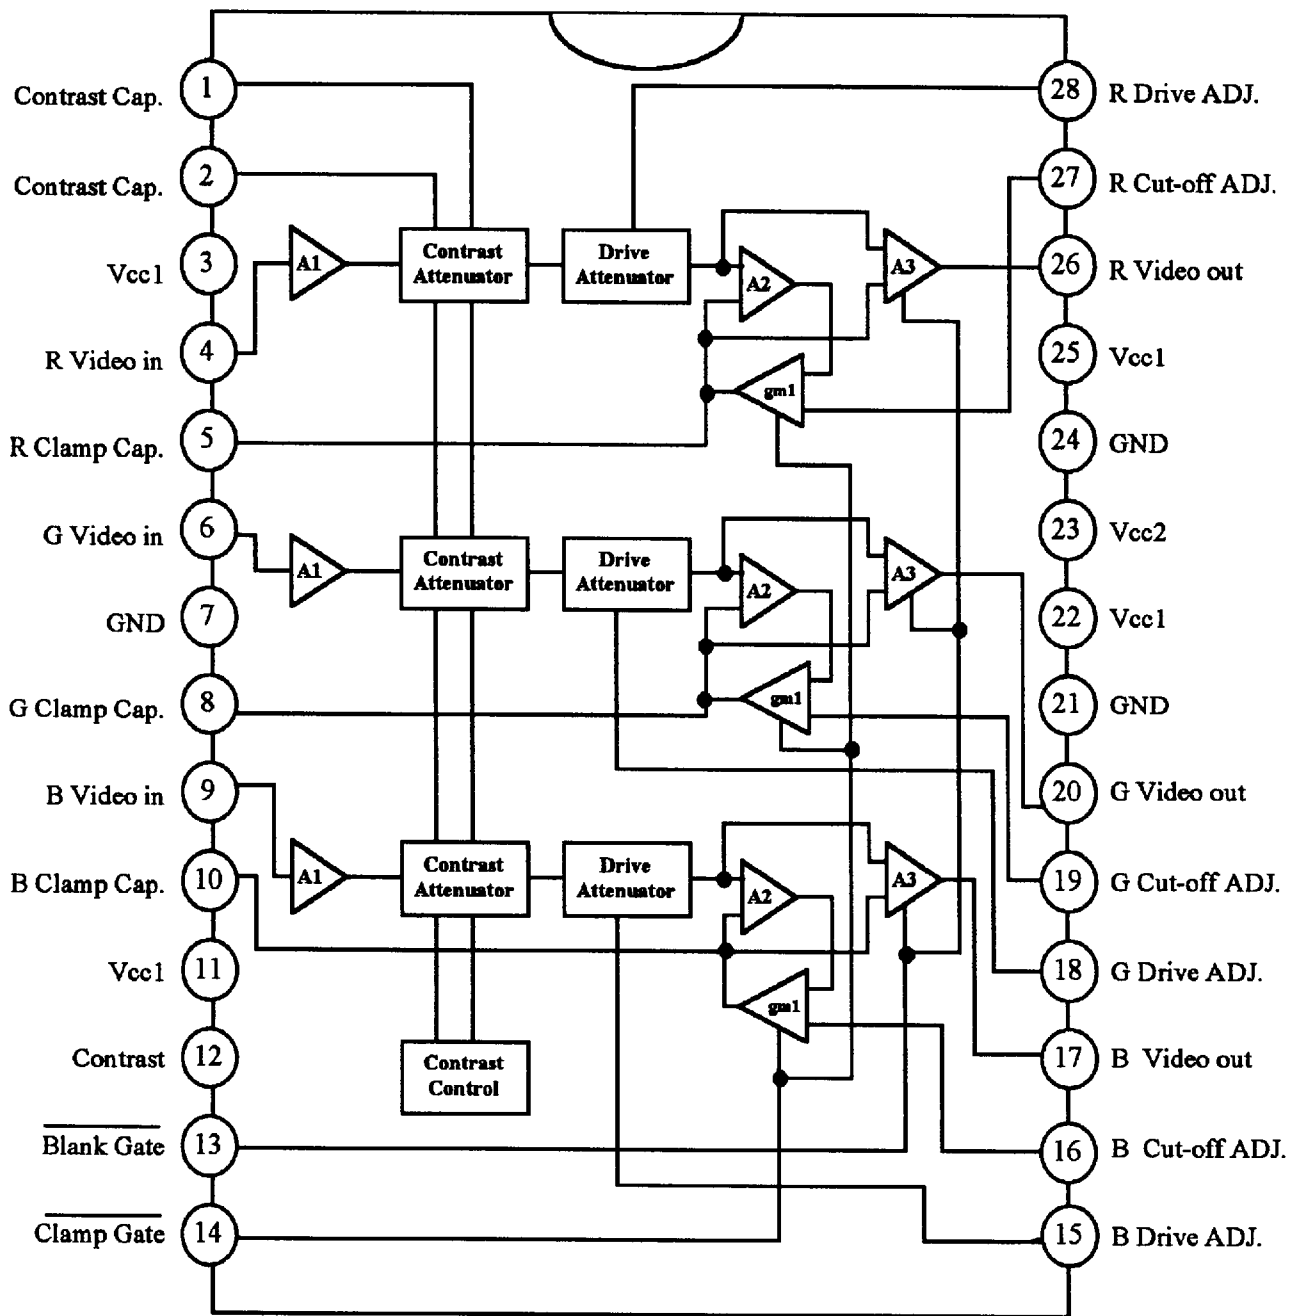 1
Contrast Cap.
2
Contrast Cap.
3
Vcc1
4
R Video in
5
R Clamp Cap.
6
G Video in
7
GND
8
G Clamp Cap.
9
B Video in
10
B Clamp Cap.
11
Vcc1
12
Contrast
13
Blank Gate
14
Clamp Gate
A1
Contrast
Attenuator
Drive
Attenuator
A2
A3
gm1
A1
Contrast
Attenuator
Drive
Attenuator
A2
A3
gm1
A1
Contrast
Attenuator
Drive
Attenuator
A2
A3
gm1
Contrast
Control
28
R Drive ADJ.
27
R Cut-off ADJ.
26
R Video out
25
Vcc1
24
GND
23
Vcc2
22
Vcc1
21
GND
20
G Video out
19
G Cut-off ADJ.
18
G Drive ADJ.
17
B Video out
16
B Cut-off ADJ.
15
B Drive ADJ.